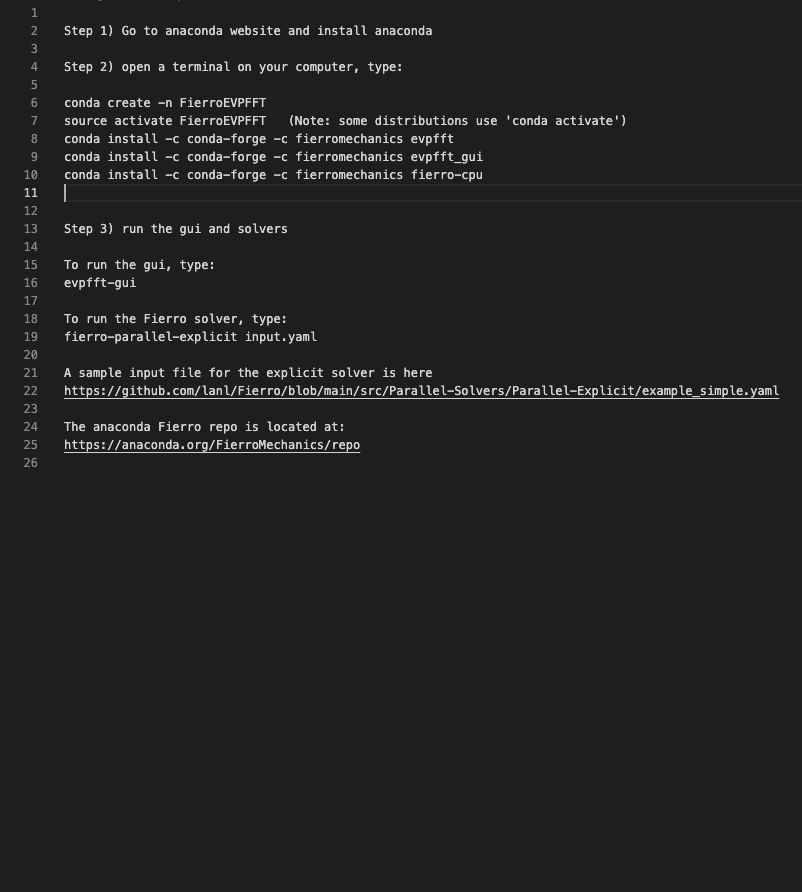 1
2 Step 1) Go to anaconda website and install anaconda
3
4 Step 2) open a terminal on your computer, type:
5
6 conda create -n FierroEVPFFT
7 source activate FierroEVPFFT   (Note: some distributions use 'conda activate')
8 conda install -c conda-forge -c fierromechanics evpfft
9 conda install -c conda-forge -c fierromechanics evpfft_gui
10 conda install -c conda-forge -c fierromechanics fierro-cpu
11
12
13 Step 3) run the gui and solvers
14
15 To run the gui, type:
16 evpfft-gui
17
18 To run the Fierro solver, type:
19 fierro-parallel-explicit input.yaml
20
21 A sample input file for the explicit solver is here
22 https://github.com/lanl/Fierro/blob/main/src/Parallel-Solvers/Parallel-Explicit/example_simple.yaml
23
24 The anaconda Fierro repo is located at:
25 https://anaconda.org/FierroMechanics/repo
26